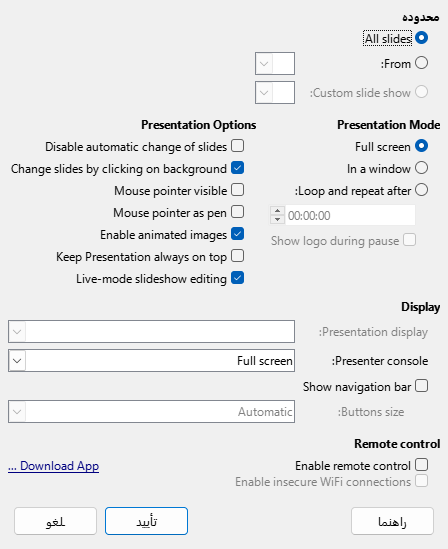 محدوده
All slides
From:
Custom slide show:
Presentation Mode
Full screen
In a window
Loop and repeat after:
00:00:00
Show logo during pause
Presentation Options
Disable automatic change of slides
Change slides by clicking on background
Mouse pointer visible
Mouse pointer as pen
Enable animated images
Keep Presentation always on top
Live-mode slideshow editing
Display
Presentation display:
Presenter console:
Full screen
Show navigation bar
Buttons size:
Automatic
Remote control
Enable remote control
Download App ...
Enable insecure WiFi connections
راهنما
تأیید
لغو